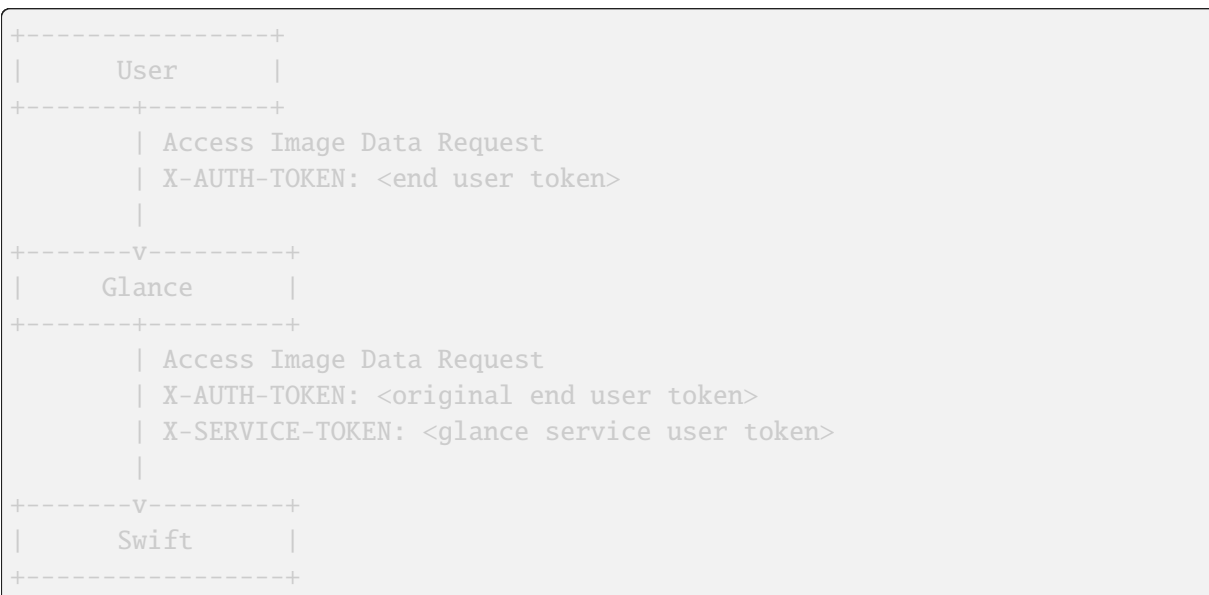 +----------------+
|      User      |
+-------+--------+
        | Access Image Data Request
        | X-AUTH-TOKEN: <end user token>
        |
+-------v---------+
|     Glance      |
+-------+---------+
        | Access Image Data Request
        | X-AUTH-TOKEN: <original end user token>
        | X-SERVICE-TOKEN: <glance service user token>
        |
+-------v---------+
|      Swift      |
+-----------------+